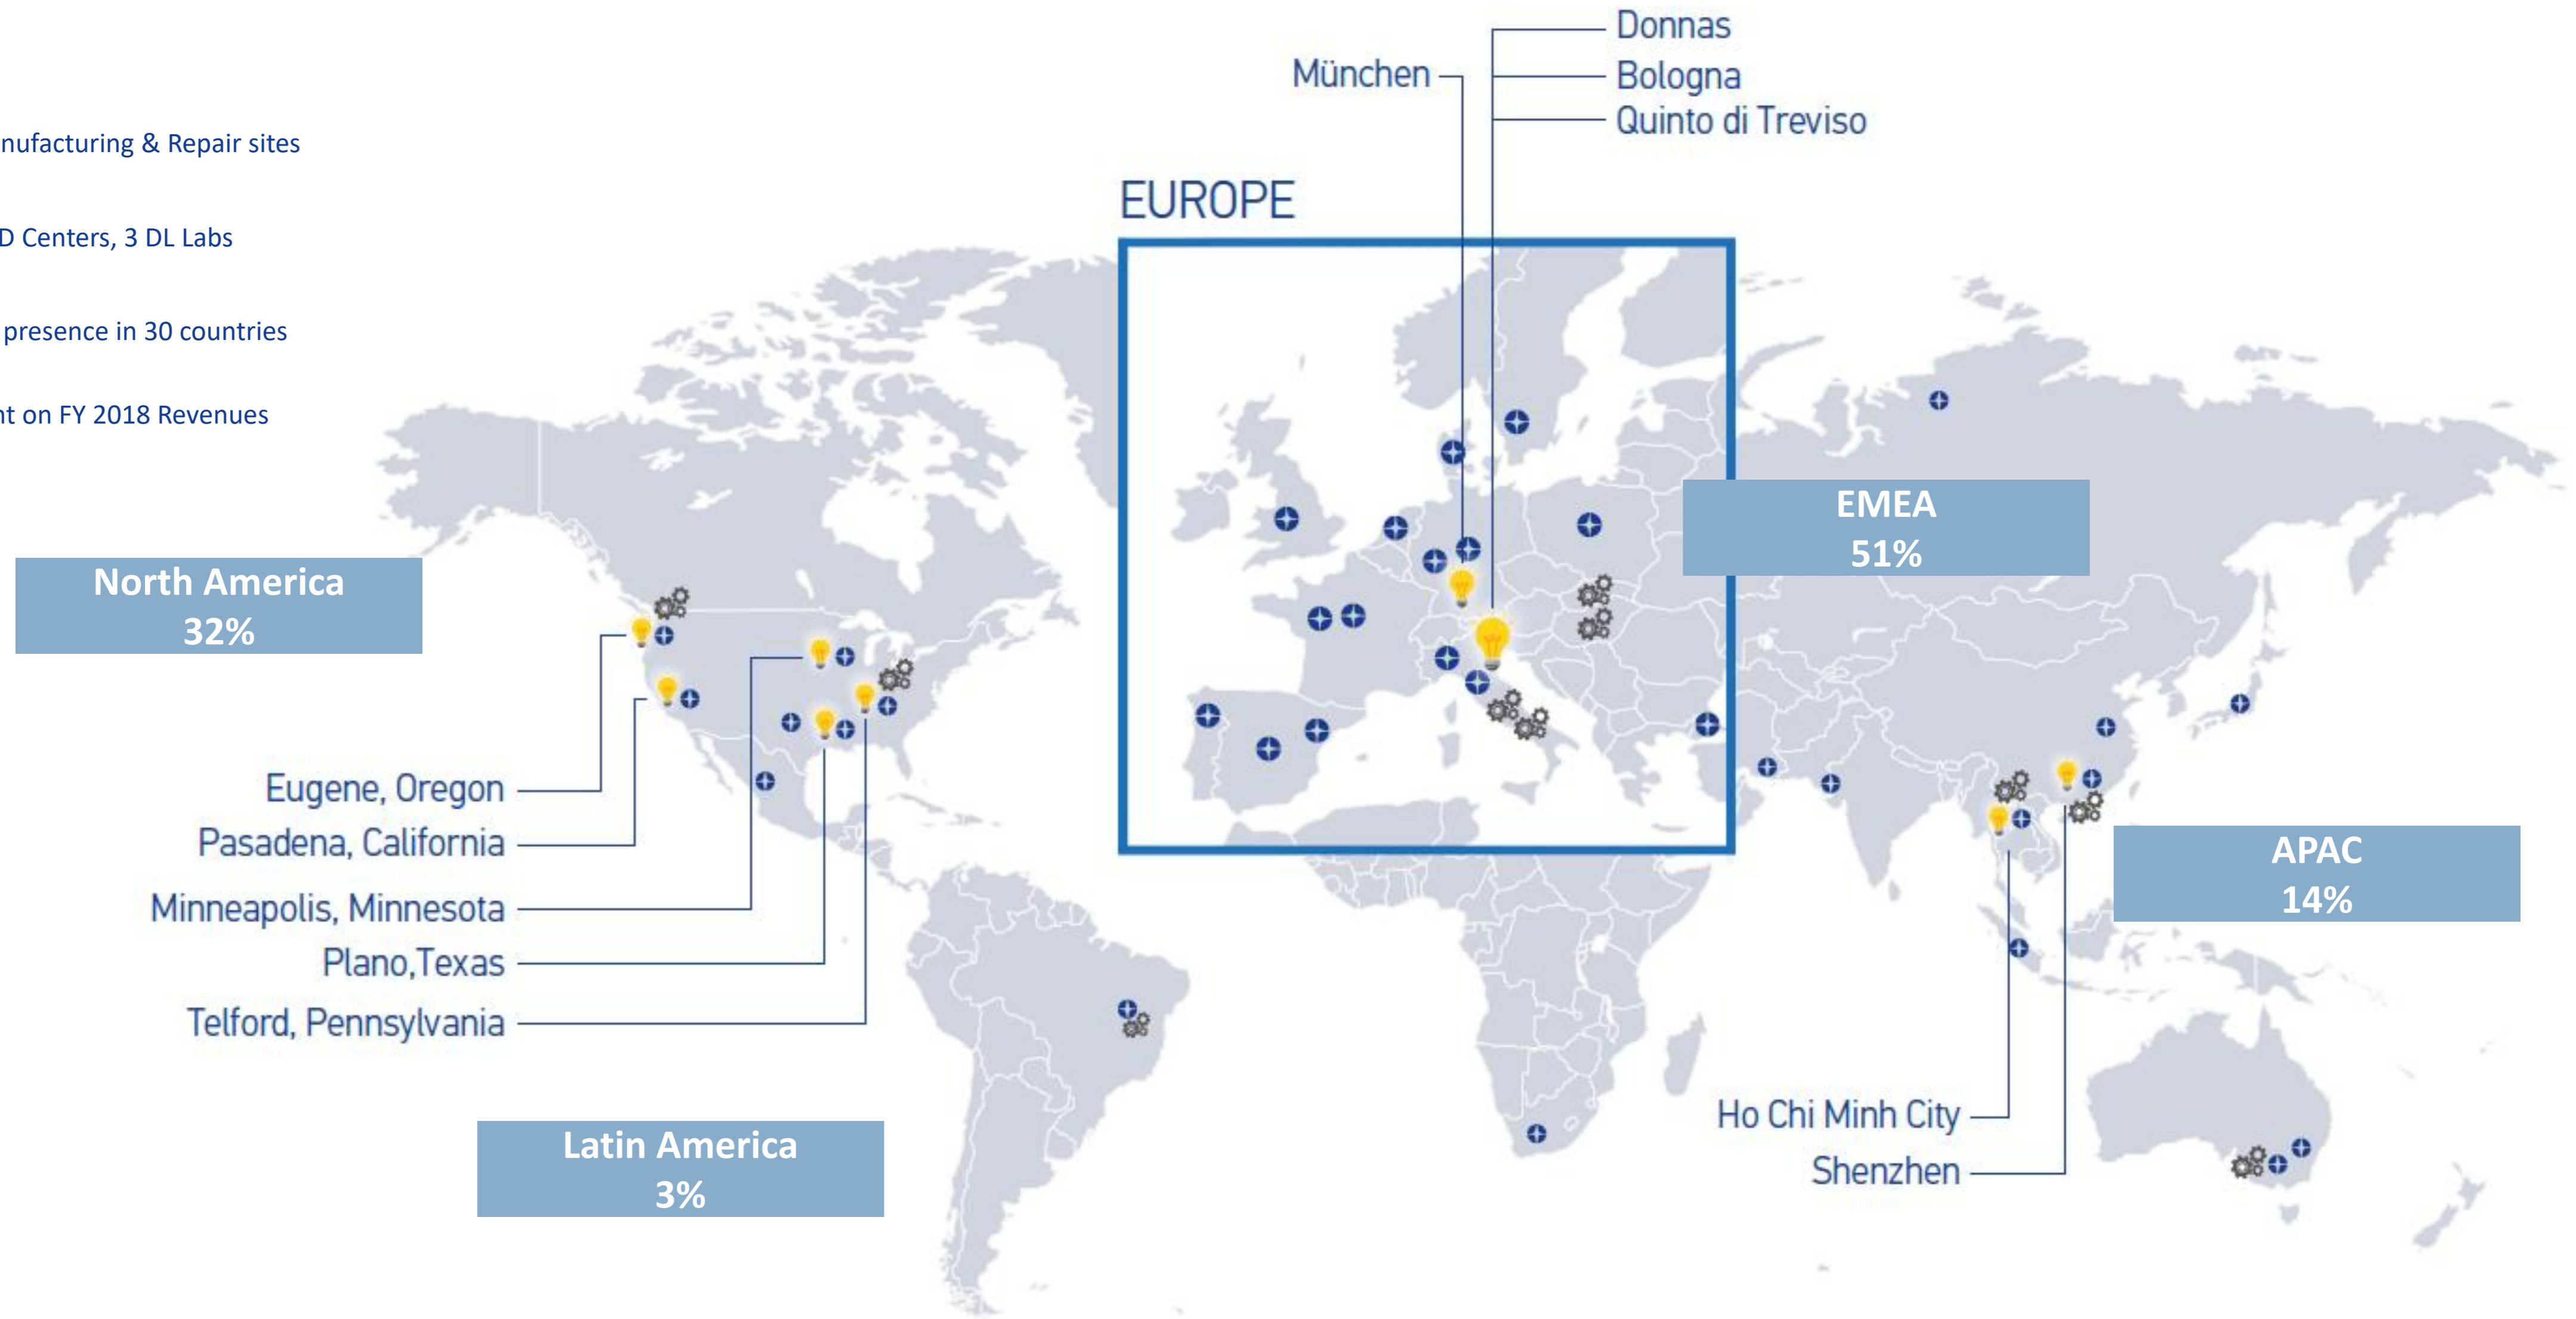 nufacturing & Repair sites
D Centers, 3 DL Labs
presence in 30 countries
nt on FY 2018 Revenues
München
Donnas
Bologna
Quinto di Treviso
EUROPE
EMEA
51%
North America
32%
Eugene, Oregon
Pasadena, California
Minneapolis, Minnesota
Plano,Texas
Telford, Pennsylvania
APAC
14%
Latin America
3%
Ho Chi Minh City
Shenzhen